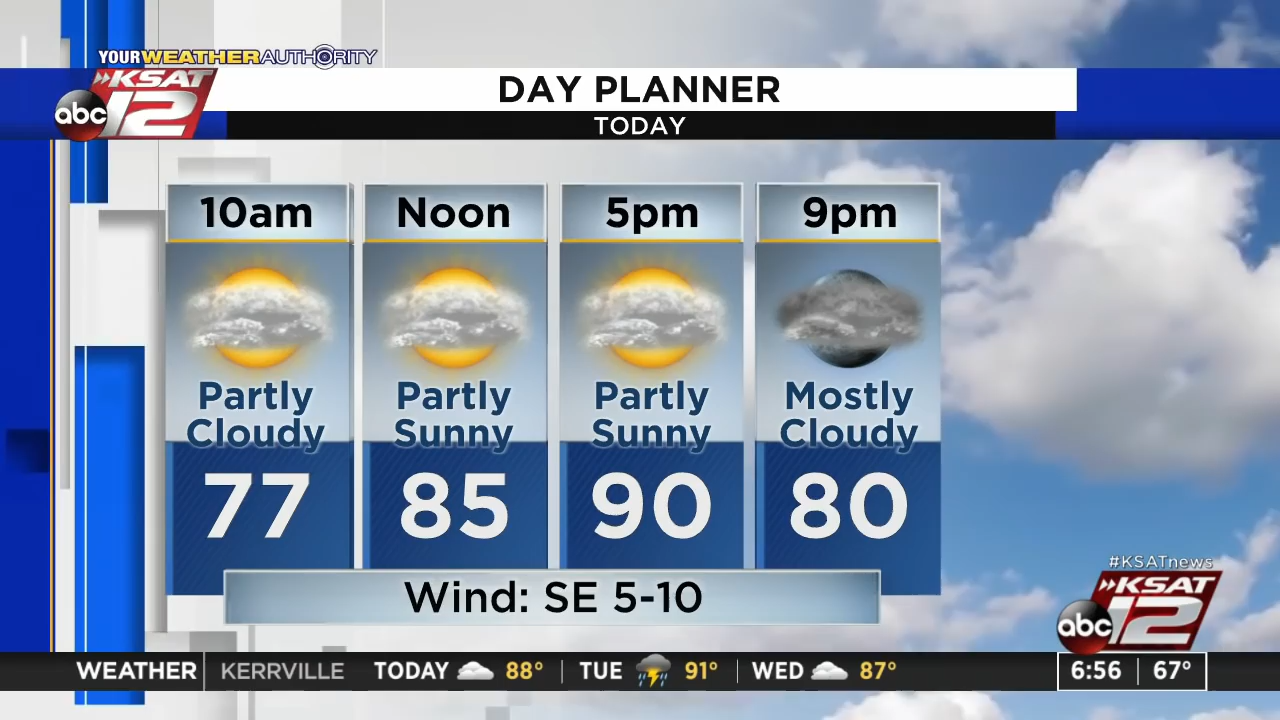 YOUR WEATHER AUTHORITY
KSAT
abc 12
DAY PLANNER
TODAY
10am Noon 5pm 9pm
Partly Cloudy Partly Sunny Partly Sunny Mostly Cloudy
77 85 90 80
Wind: SE 5-10
#KSATnews
KSAT
abc 12
WEATHER KERRVILLE TODAY 88° TUE 91° WED 87° 6:56 67°